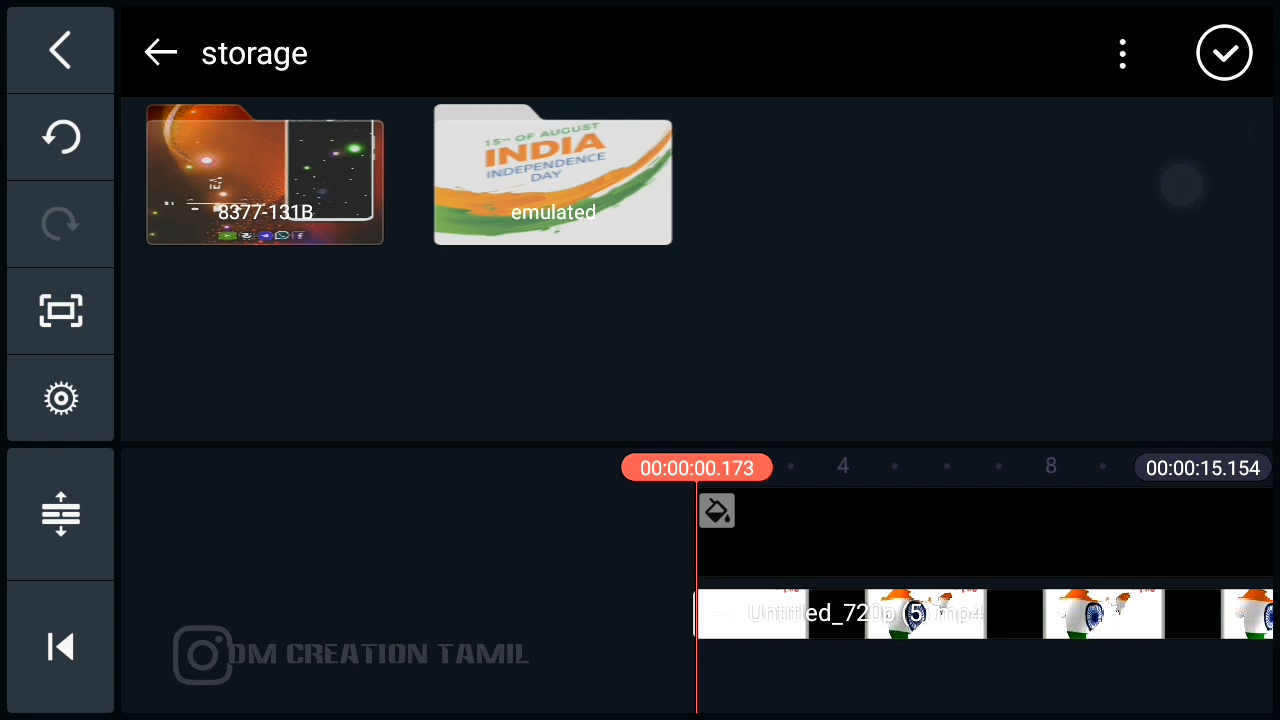 storage
15TH OF AUGUST
INDIA
INDEPENDENCE
DAY
8377-131B
emulated
00:00:00.173
4
8
00:00:15.154
Untitled_720p
5
mp4
DM CREATION TAMIL